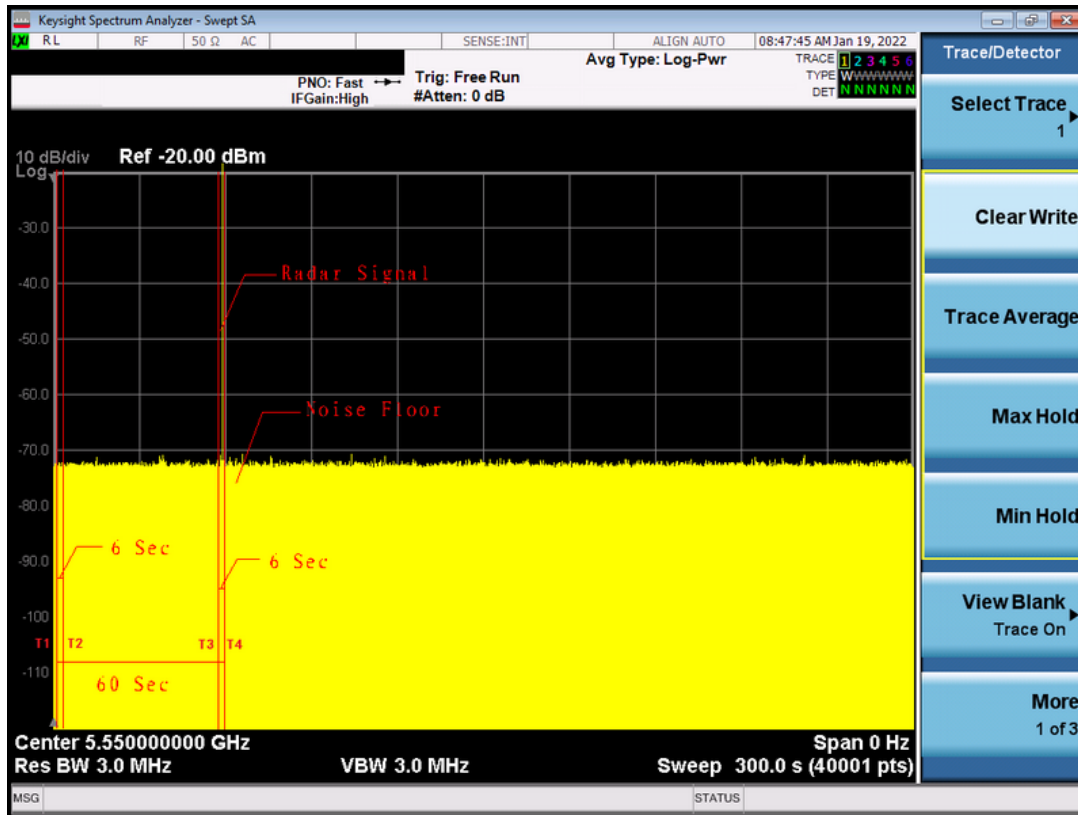 Keysight Spectrum Analyzer - Swept SA
LXI RL RF 50 Ω AC SENSE:INT ALIGN AUTO 08:47:45 AM Jan 19, 2022
Avg Type: Log-Pwr
TRACE 1 2 3 4 5 6
TYPE WWWWWW
DET N N N N N N
PNO: Fast
IFGain:High
Trig: Free Run
#Atten: 0 dB
10 dB/div
Log
Ref -20.00 dBm
-30.0
-40.0
-50.0
-60.0
-70.0
-80.0
-90.0
-100
-110
Radar Signal
Noise Floor
6 Sec
6 Sec
T1 T2 T3 T4
60 Sec
Center 5.550000000 GHz
Span 0 Hz
Res BW 3.0 MHz
VBW 3.0 MHz
Sweep 300.0 s (40001 pts)
MSG
STATUS
Trace/Detector
Select Trace
1
Clear Write
Trace Average
Max Hold
Min Hold
View Blank
Trace On
More
1 of 3